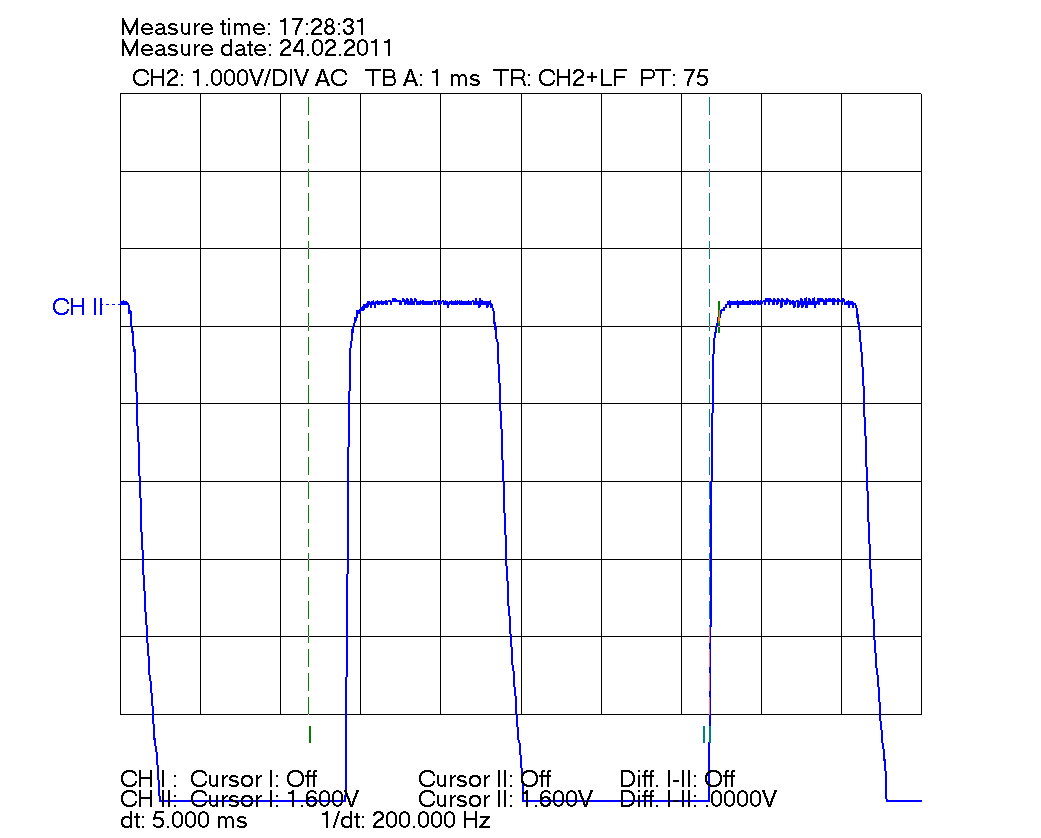 Measure time: 17:28:31
Measure date: 24.02.2011
CH2: 1.000V/DIV AC TB A: 1 ms TR: CH2+LF PT: 75
CH II
I II
CH I : Cursor I: Off Cursor II: Off Diff. I-II: Off
CH II: Cursor I: 1.600V Cursor II: 1.600V Diff. I-II: .0000V
dt: 5.000 ms 1/dt: 200.000 Hz